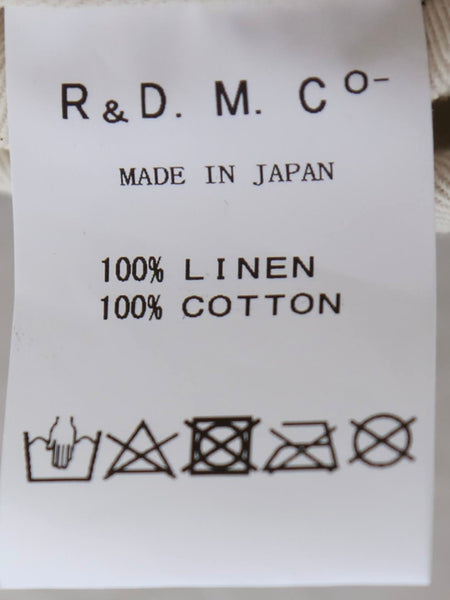 R&D. M. Co-
MADE IN JAPAN
100% LINEN
100% COTTON